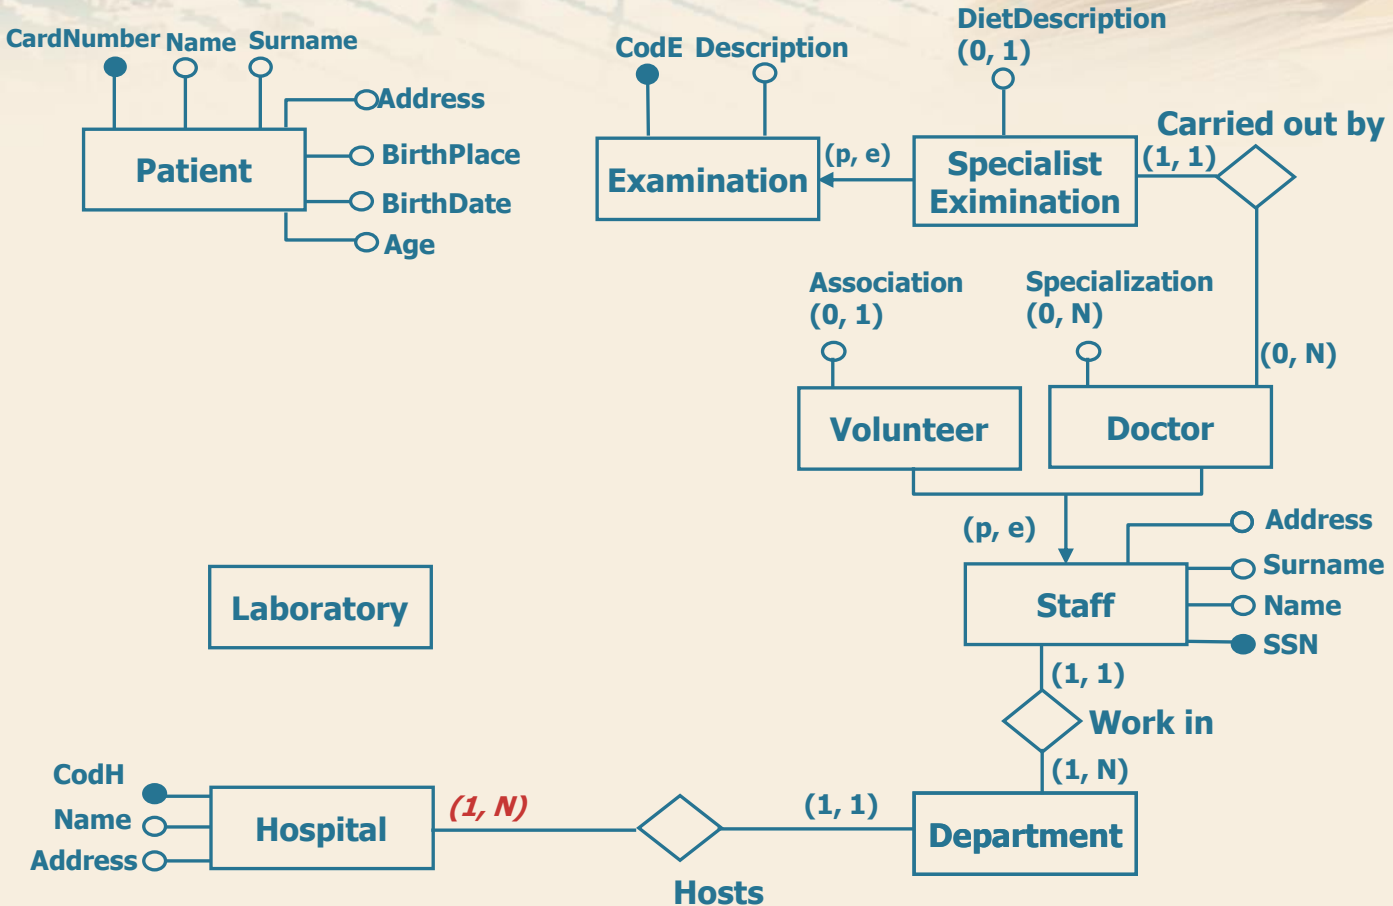 CardNumber Name Surname
Address
Patient
BirthPlace
BirthDate
Age
CodE Description
Examination
(p, e)
DietDescription
(0, 1)
Specialist
Eximination
Carried out by
(1, 1)
(0, N)
Association
(0, 1)
Volunteer
Specialization
(0, N)
Doctor
(p, e)
Address
Surname
Name
SSN
Staff
(1, 1)
Work in
(1, N)
Laboratory
CodH
Name
Address
Hospital
(1, N)
Hosts
(1, 1)
Department